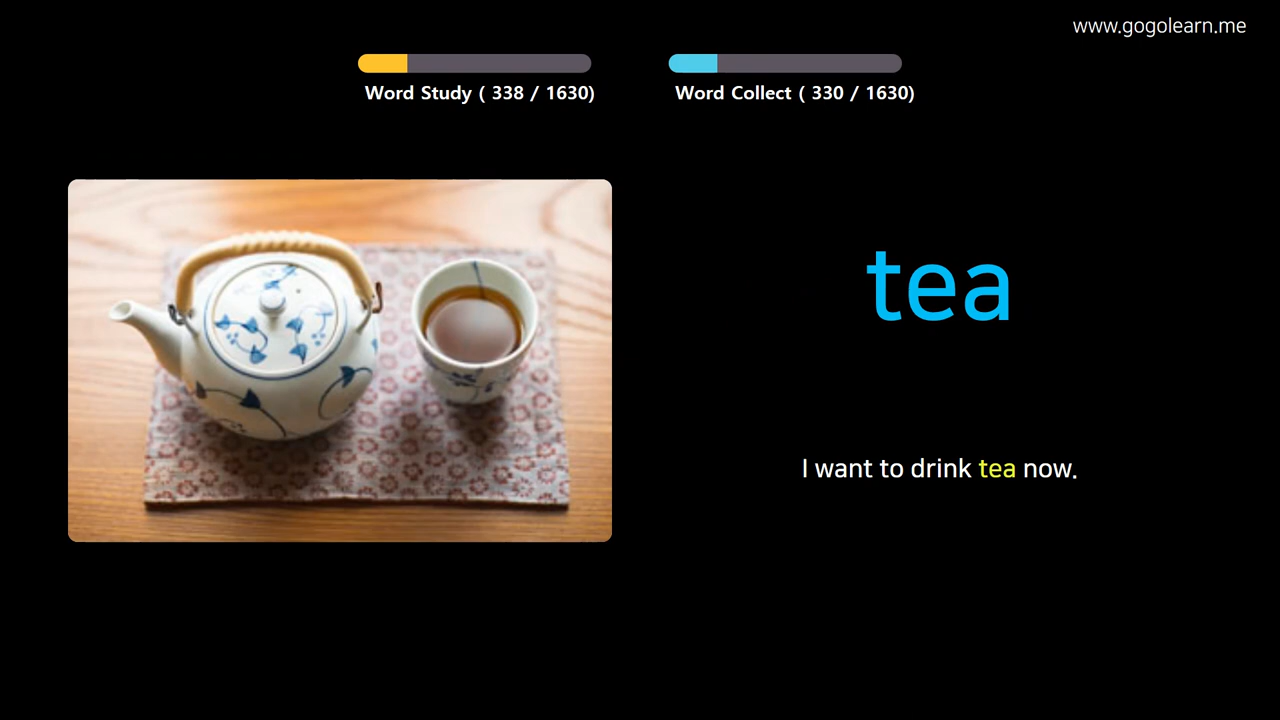 www.gogolearn.me
Word Study ( 338 / 1630)
Word Collect ( 330 / 1630)
tea
I want to drink tea now.